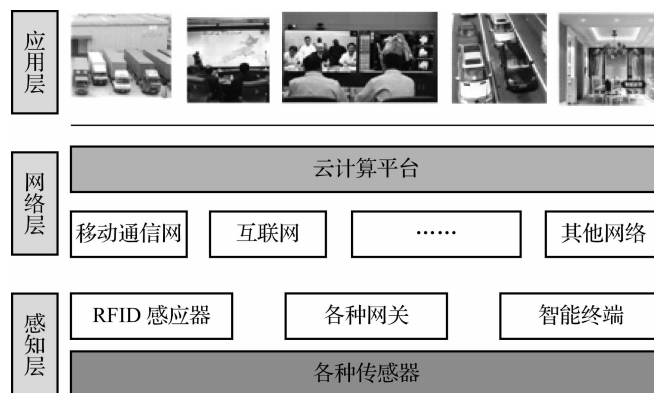 应用层
云计算平台
网络层
移动通信网
互联网
……
其他网络
感知层
RFID 感应器
各种网关
智能终端
各种传感器